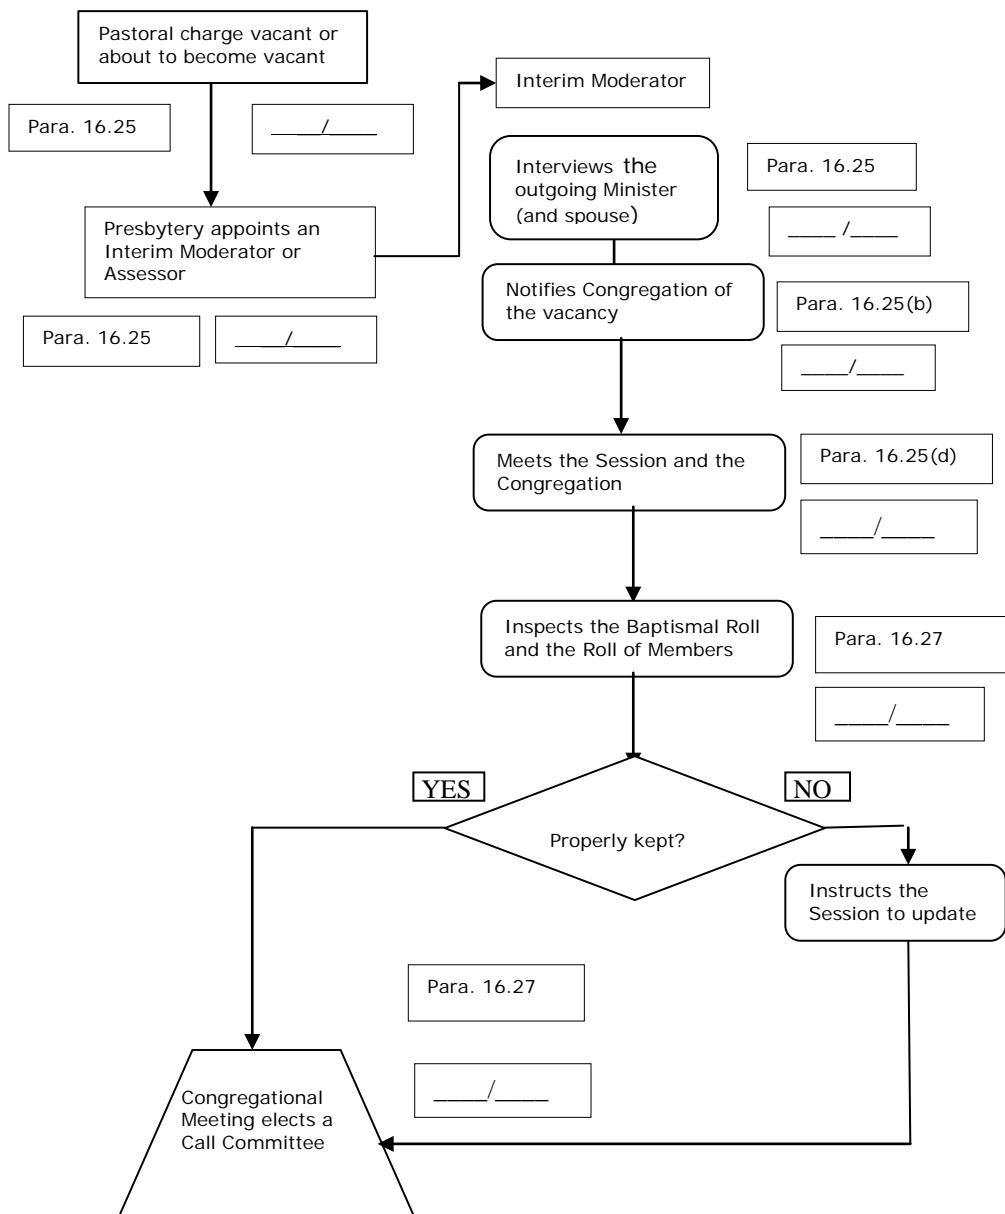 Pastoral charge vacant or
about to become vacant
Interim Moderator
Para. 16.25
____/____
Interviews the
outgoing Minister
(and spouse)
Para. 16.25
____ /____
Presbytery appoints an
Interim Moderator or
Assessor
Notifies Congregation of
the vacancy
Para. 16.25(b)
____/____
Para. 16.25
____/____
Meets the Session and the
Congregation
Para. 16.25(d)
____/____
Inspects the Baptismal Roll
and the Roll of Members
Para. 16.27
____/____
YES
NO
Properly kept?
Instructs the
Session to update
Para. 16.27
____/____
Congregational
Meeting elects a
Call Committee